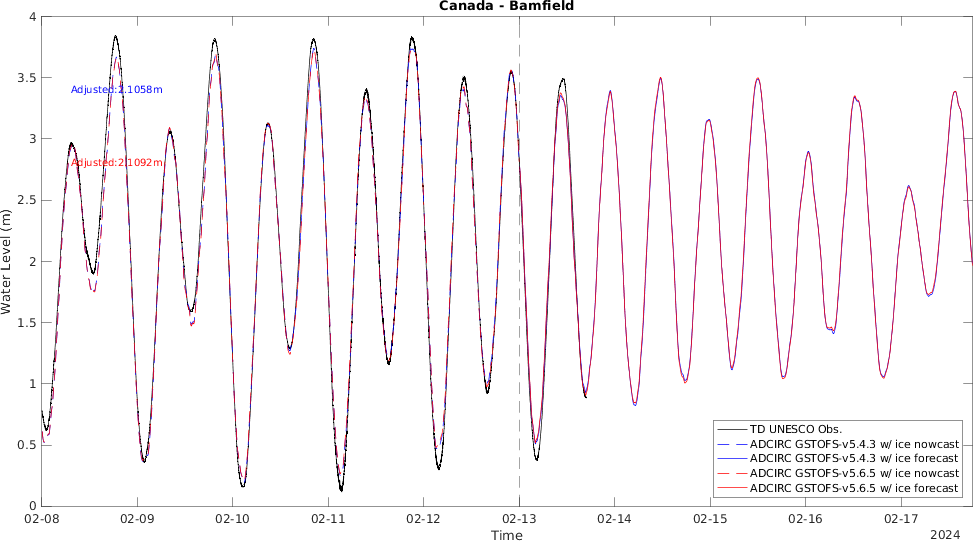 Canada - Bamfield
4
3.5
3
2.5
2
1.5
1
0.5
0
Water Level (m)
Adjusted:2.1058m
Adjusted:2.1092m
TD UNESCO Obs.
ADCIRC GSTOFS-v5.4.3 w/ ice nowcast
ADCIRC GSTOFS-v5.4.3 w/ ice forecast
ADCIRC GSTOFS-v5.6.5 w/ ice nowcast
ADCIRC GSTOFS-v5.6.5 w/ ice forecast
02-08 02-09 02-10 02-11 02-12 02-13 02-14 02-15 02-16 02-17
Time
2024